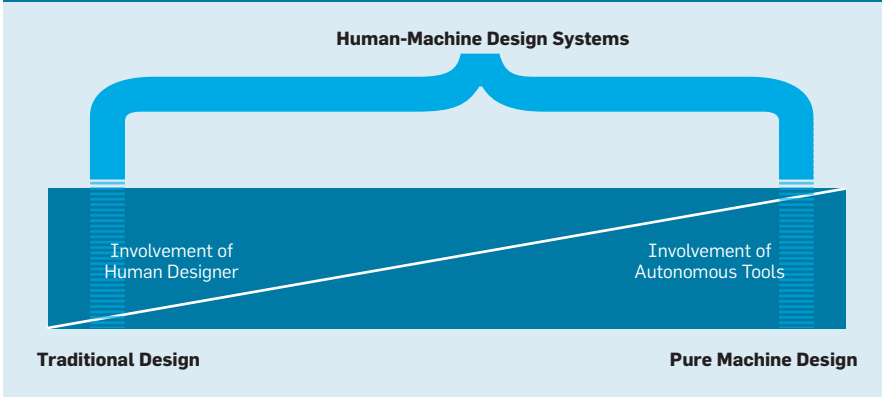 Human-Machine Design Systems
Involvement of
Human Designer
Involvement of
Autonomous Tools
Traditional Design
Pure Machine Design